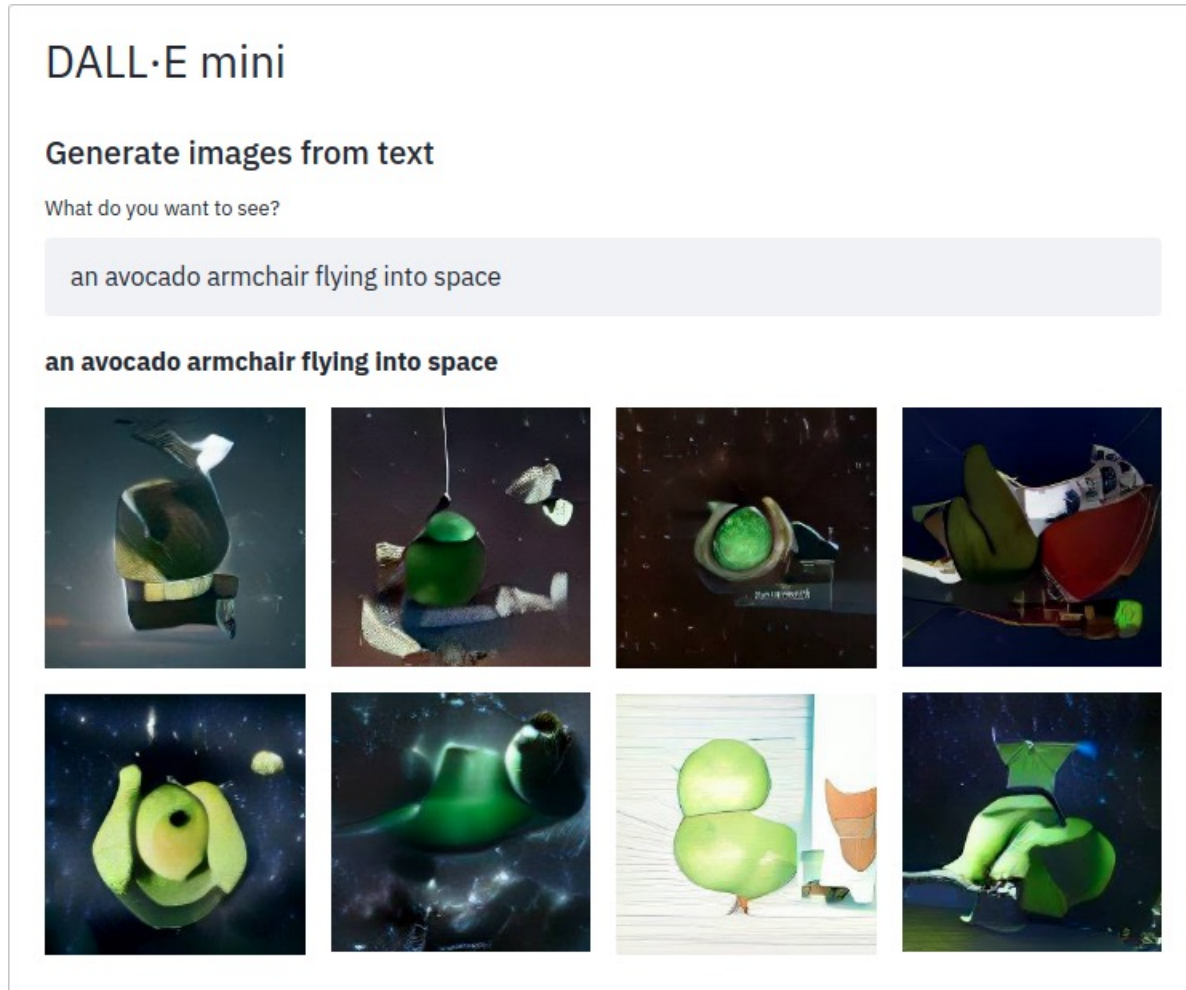 DALL·E mini
Generate images from text
What do you want to see?
an avocado armchair flying into space
an avocado armchair flying into space